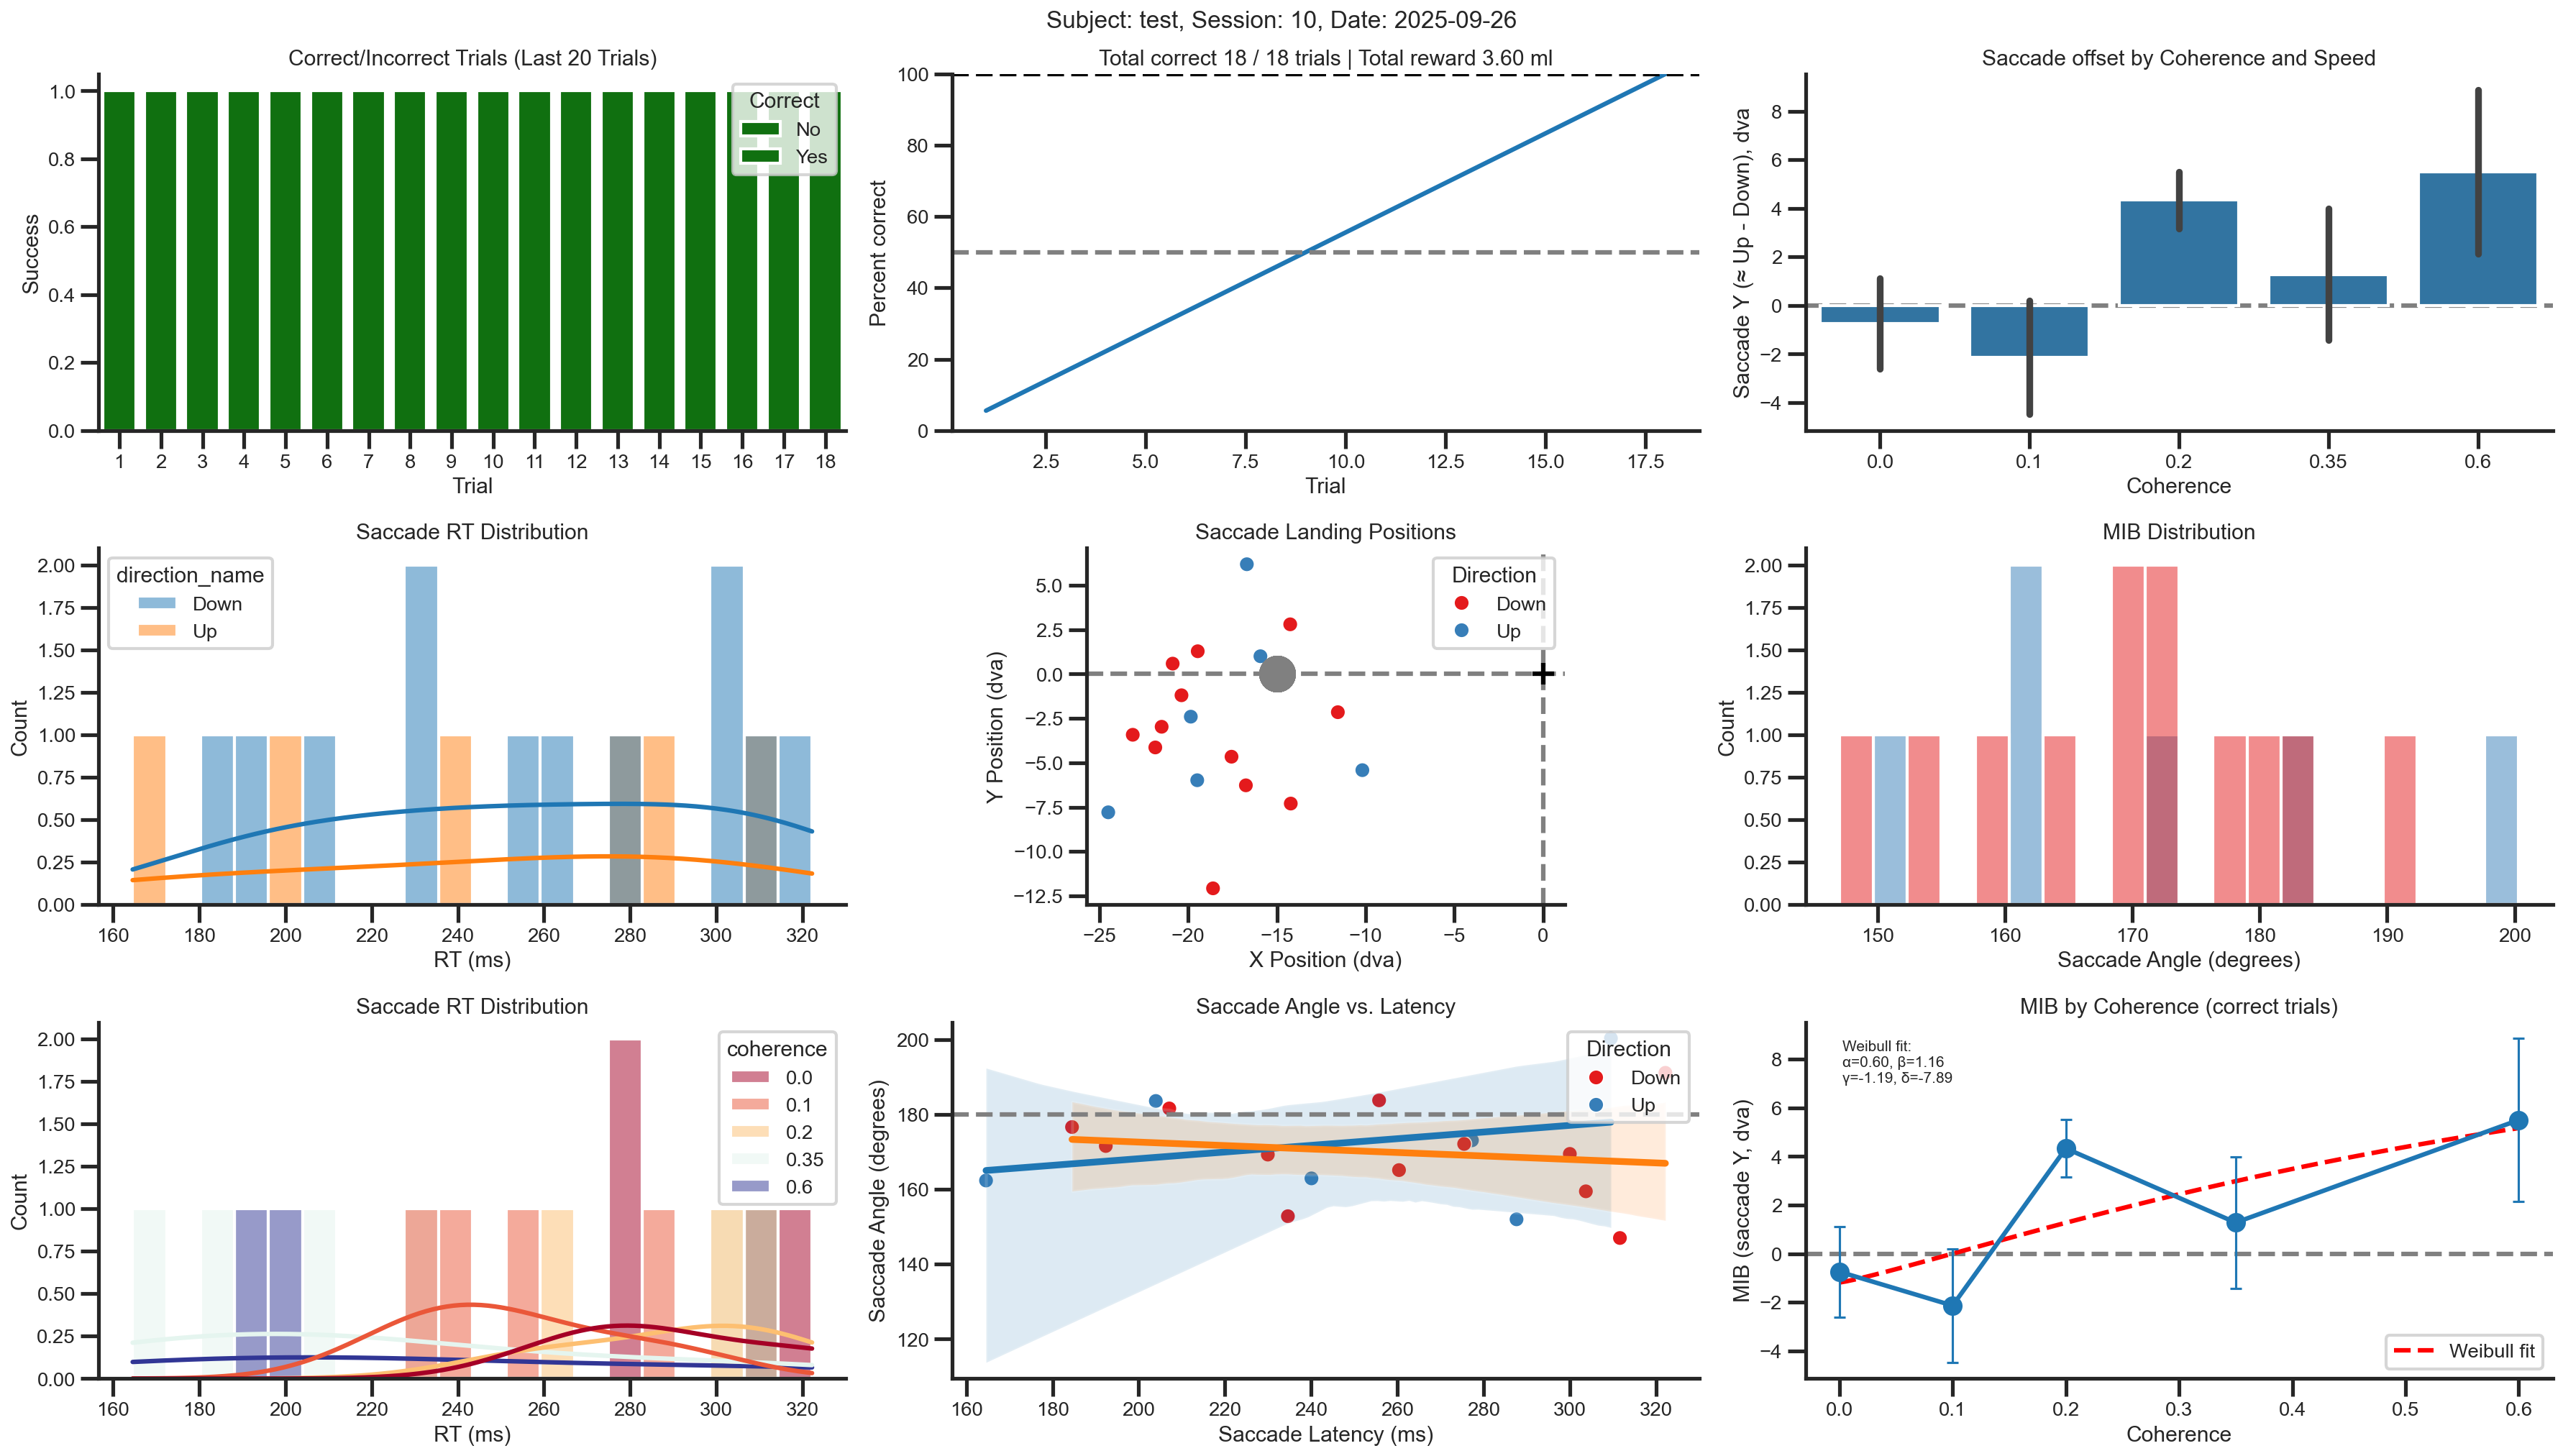 Subject: test, Session: 10, Date: 2025-09-26
Correct/Incorrect Trials (Last 20 Trials)
Success
1.0
0.8
0.6
0.4
0.2
0.0
Correct
No
Yes
1 2 3 4 5 6 7 8 9 10 11 12 13 14 15 16 17 18
Trial
Total correct 18 / 18 trials | Total reward 3.60 ml
Percent correct
100
80
60
40
20
0
2.5 5.0 7.5 10.0 12.5 15.0 17.5
Trial
Saccade offset by Coherence and Speed
Saccade Y (≈ Up - Down), dva
8
6
4
2
0
−2
−4
0.0 0.1 0.2 0.35 0.6
Coherence
Saccade RT Distribution
Count
2.00
1.75
1.50
1.25
1.00
0.75
0.50
0.25
0.00
direction_name
Down
Up
160 180 200 220 240 260 280 300 320
RT (ms)
Saccade Landing Positions
Y Position (dva)
5.0
2.5
0.0
−2.5
−5.0
−7.5
−10.0
−12.5
Direction
Down
Up
−25 −20 −15 −10 −5 0
X Position (dva)
MIB Distribution
Count
2.00
1.75
1.50
1.25
1.00
0.75
0.50
0.25
0.00
150 160 170 180 190 200
Saccade Angle (degrees)
Saccade RT Distribution
Count
2.00
1.75
1.50
1.25
1.00
0.75
0.50
0.25
0.00
coherence
0.0
0.1
0.2
0.35
0.6
160 180 200 220 240 260 280 300 320
RT (ms)
Saccade Angle vs. Latency
Saccade Angle (degrees)
200
180
160
140
120
Direction
Down
Up
160 180 200 220 240 260 280 300 320
Saccade Latency (ms)
MIB by Coherence (correct trials)
MIB (saccade Y, dva)
8
6
4
2
0
−2
−4
Weibull fit:
α=0.60, β=1.16
γ=-1.19, δ=-7.89
Weibull fit
0.0 0.1 0.2 0.3 0.4 0.5 0.6
Coherence